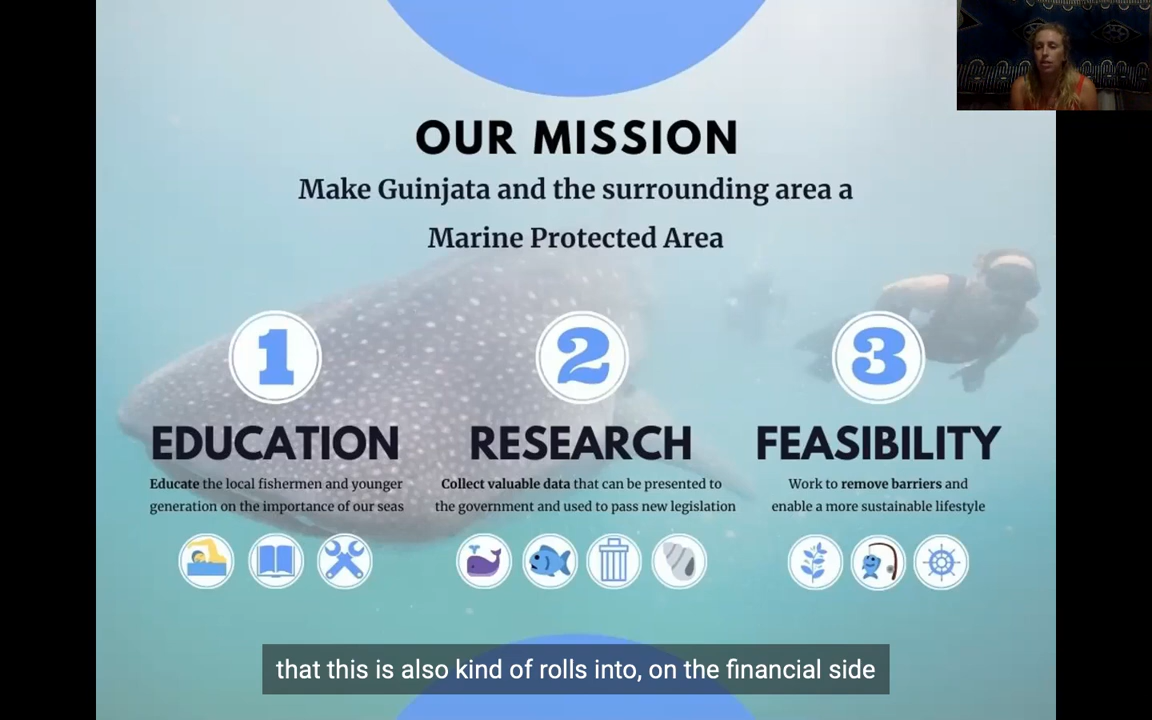 OUR MISSION
Make Guinjata and the surrounding area a
Marine Protected Area
1
2
3
EDUCATION
RESEARCH
FEASIBILITY
Educate the local fishermen and younger
generation on the importance of our seas
Collect valuable data that can be presented to
the government and used to pass new legislation
Work to remove barriers and
enable a more sustainable lifestyle
that this is also kind of rolls into, on the financial side